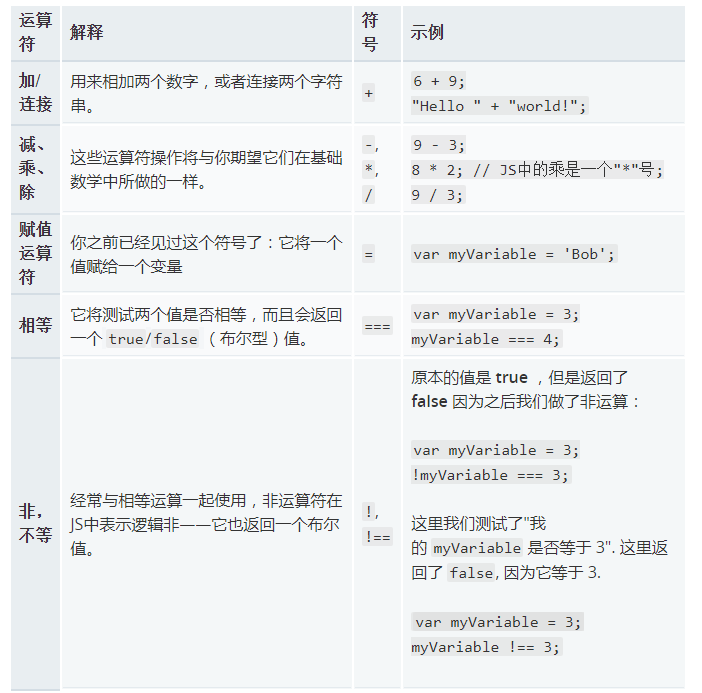 运算符 解释 符号 示例
加/连接
用来相加两个数字，或者连接两个字符
串。
+
6 + 9;
"Hello " + "world!";
减、乘、除
这些运算符操作将与你期望它们在基础
数学中所做的一样。
-,
*,
/
9 - 3;
8 * 2; // JS中的乘是一个"*"号;
9 / 3;
赋值运算符
你之前已经见过这个符号了：它将一个
值赋给一个变量
=
var myVariable = 'Bob';
相等
它将测试两个值是否相等，而且会返回
一个 true/false （布尔型）值。
===
var myVariable = 3;
myVariable === 4;
非，不等
经常与相等运算一起使用，非运算符在
JS中表示逻辑非——它也返回一个布尔
值。
!,
!==
原本的值是 true ，但是返回了
false 因为之后我们做了非运算：
var myVariable = 3;
!myVariable === 3;
这里我们测试了"我
的 myVariable 是否等于 3". 这里返
回了 false, 因为它等于 3.
var myVariable = 3;
myVariable !== 3;